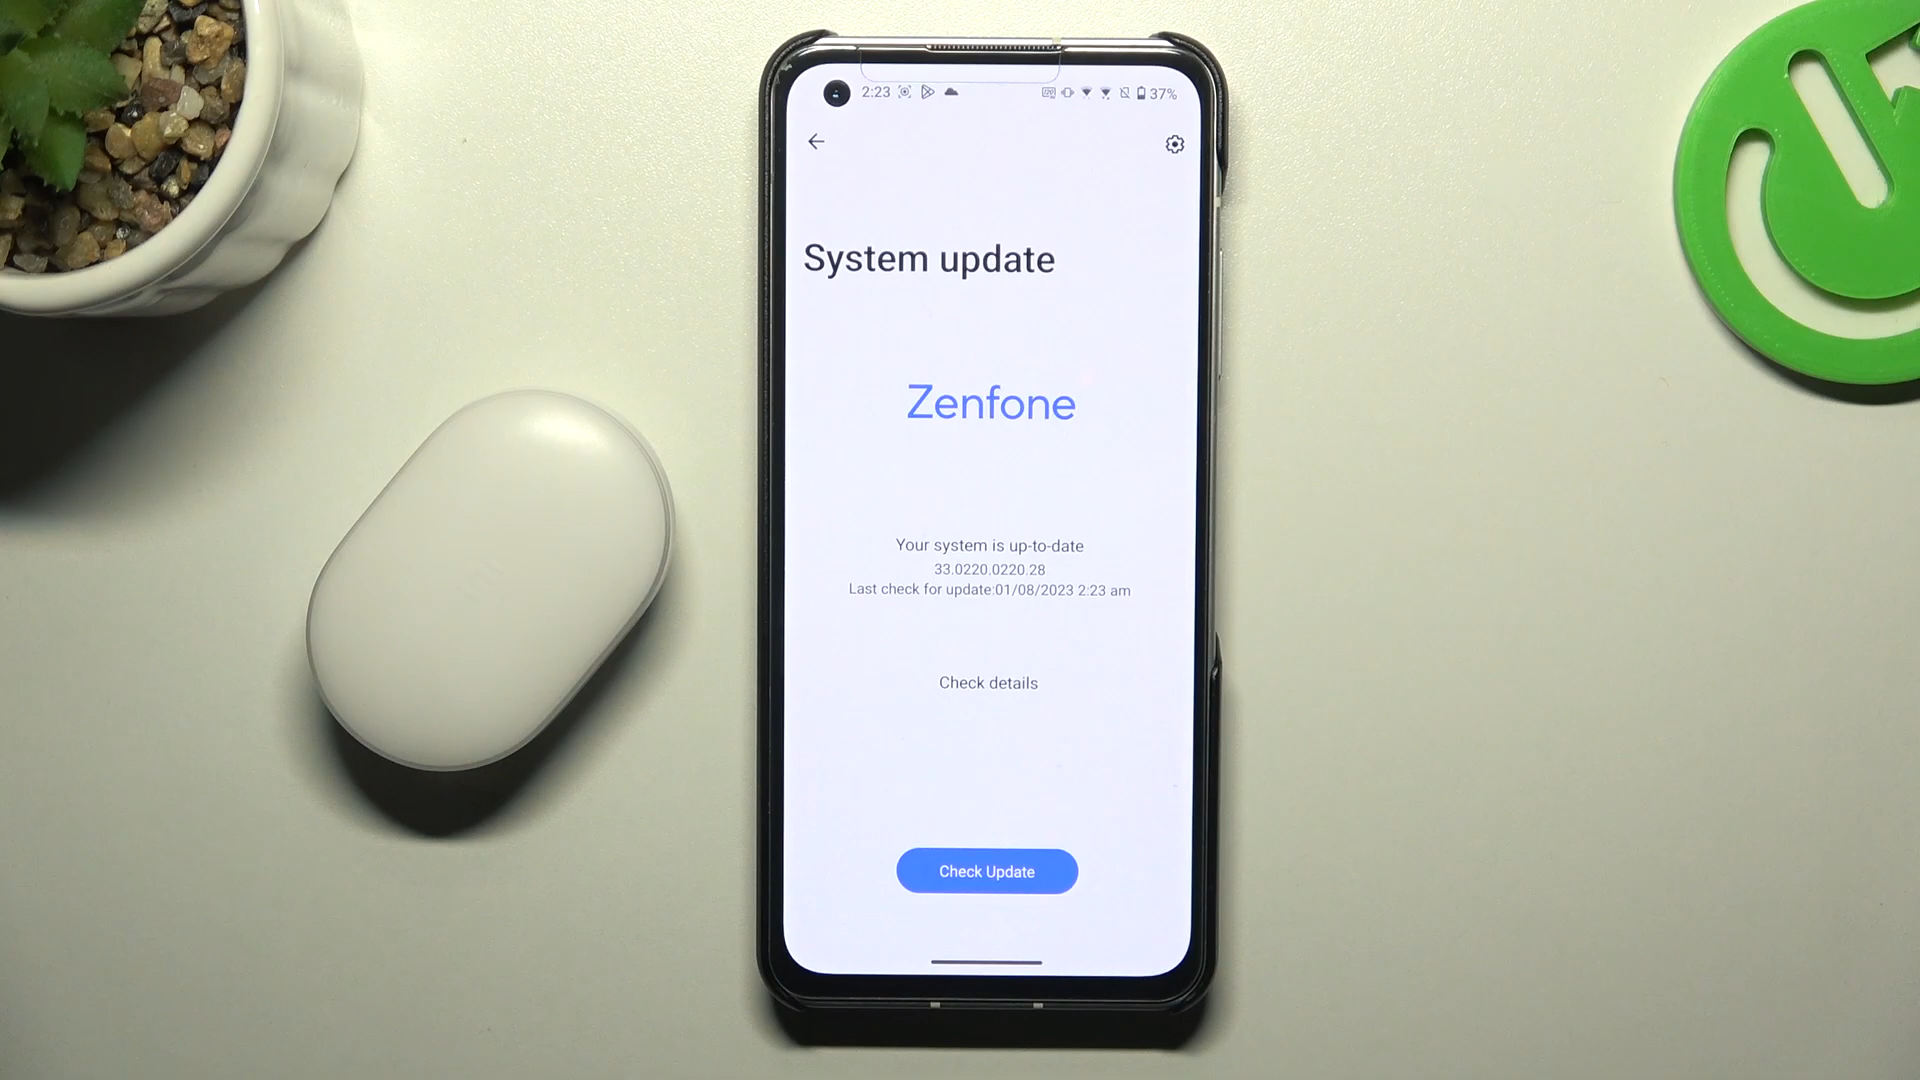 2:23
37%
System update
Zenfone
Your system is up-to-date
33.0220.0220.28
Last check for update:01/08/2023 2:23 am
Check details
Check Update